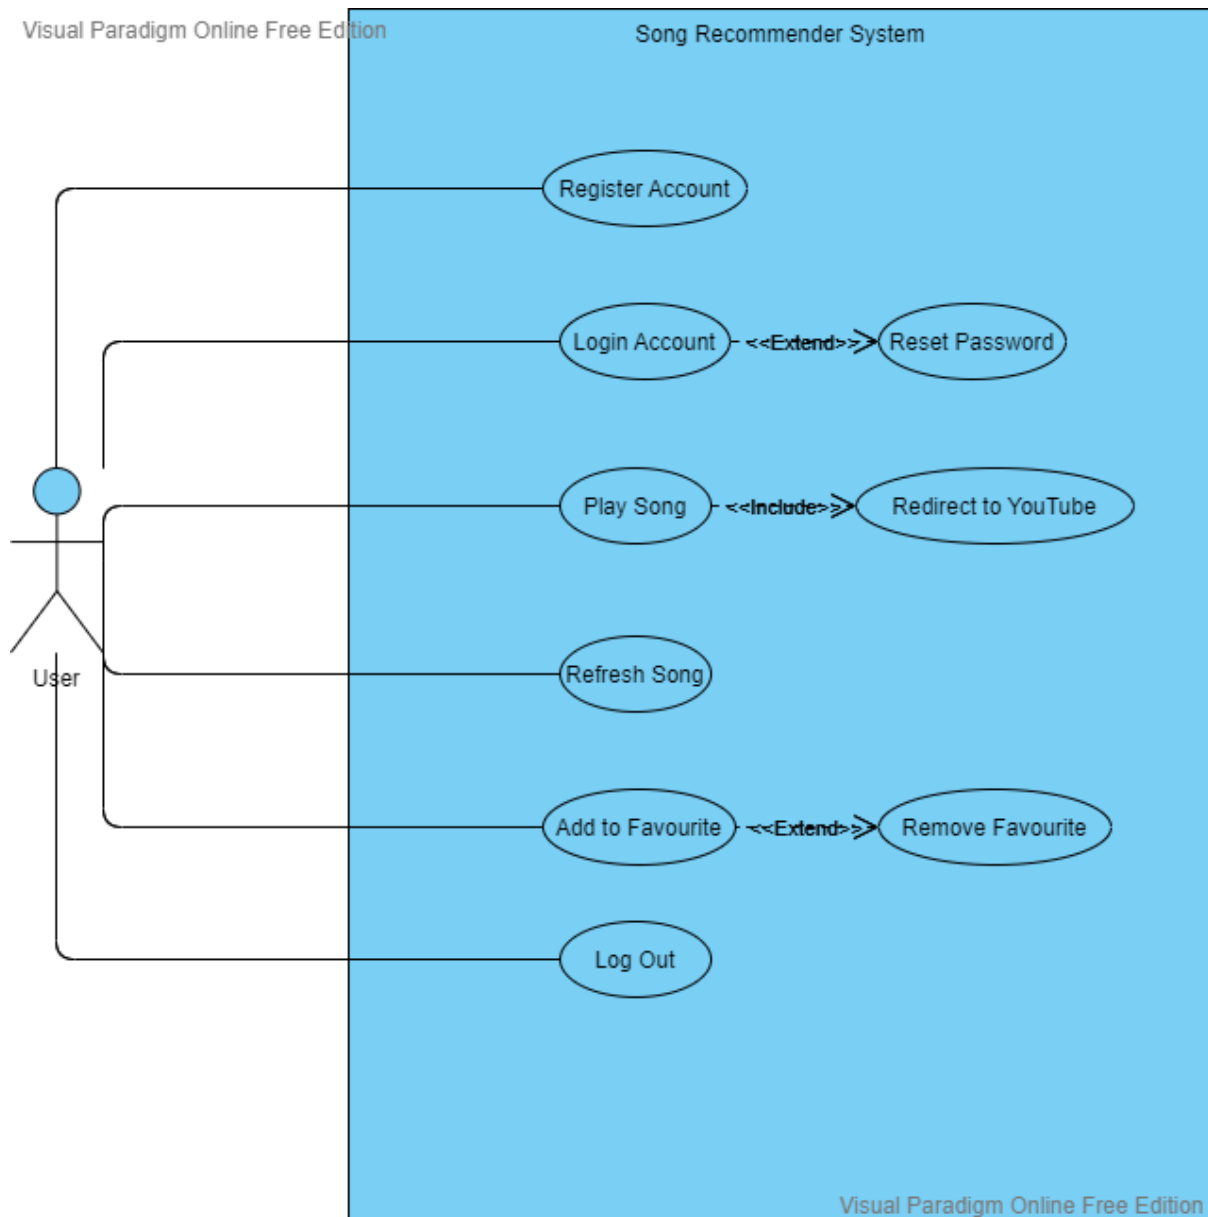 Visual Paradigm Online Free Edition
Song Recommender System
Register Account
Login Account
<<Extend>>
Reset Password
Play Song
<<Include>>
Redirect to YouTube
User
Refresh Song
Add to Favourite
<<Extend>>
Remove Favourite
Log Out
Visual Paradigm Online Free Edition